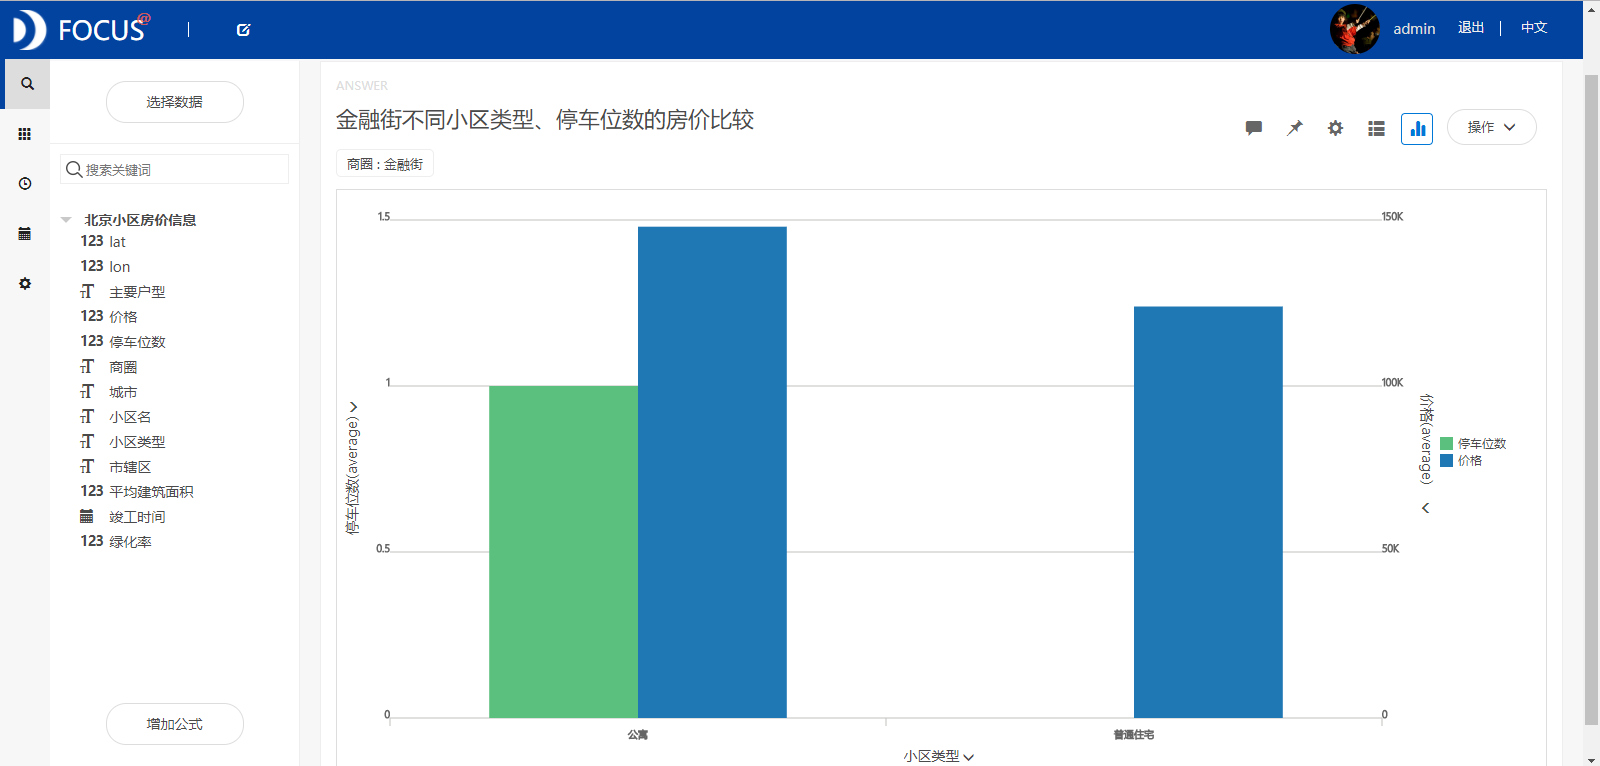 FOCUS@
admin
退出
中文
选择数据
搜索关键词
北京小区房价信息
123 lat
123 lon
TT 主要户型
123 价格
123 停车位数
TT 商圈
TT 城市
TT 小区名
TT 小区类型
TT 市辖区
123 平均建筑面积
竣工时间
123 绿化率
增加公式
ANSWER
金融街不同小区类型、停车位数的房价比较
操作
商圈 : 金融街
1.5
1
0.5
0
停车位数(average)
150K
100K
50K
0
价格(average)
停车位数
价格
公寓
普通住宅
小区类型